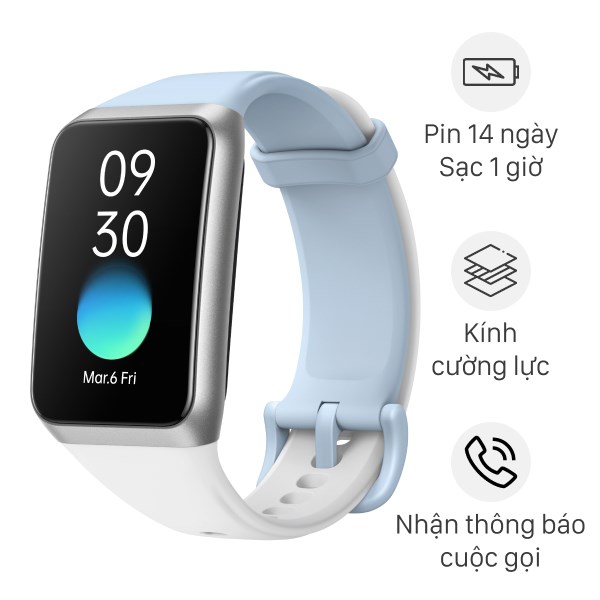 09
30
Mar.6 Fri
Pin 14 ngày
Sạc 1 giờ
Kính
cường lực
Nhận thông báo
cuộc gọi